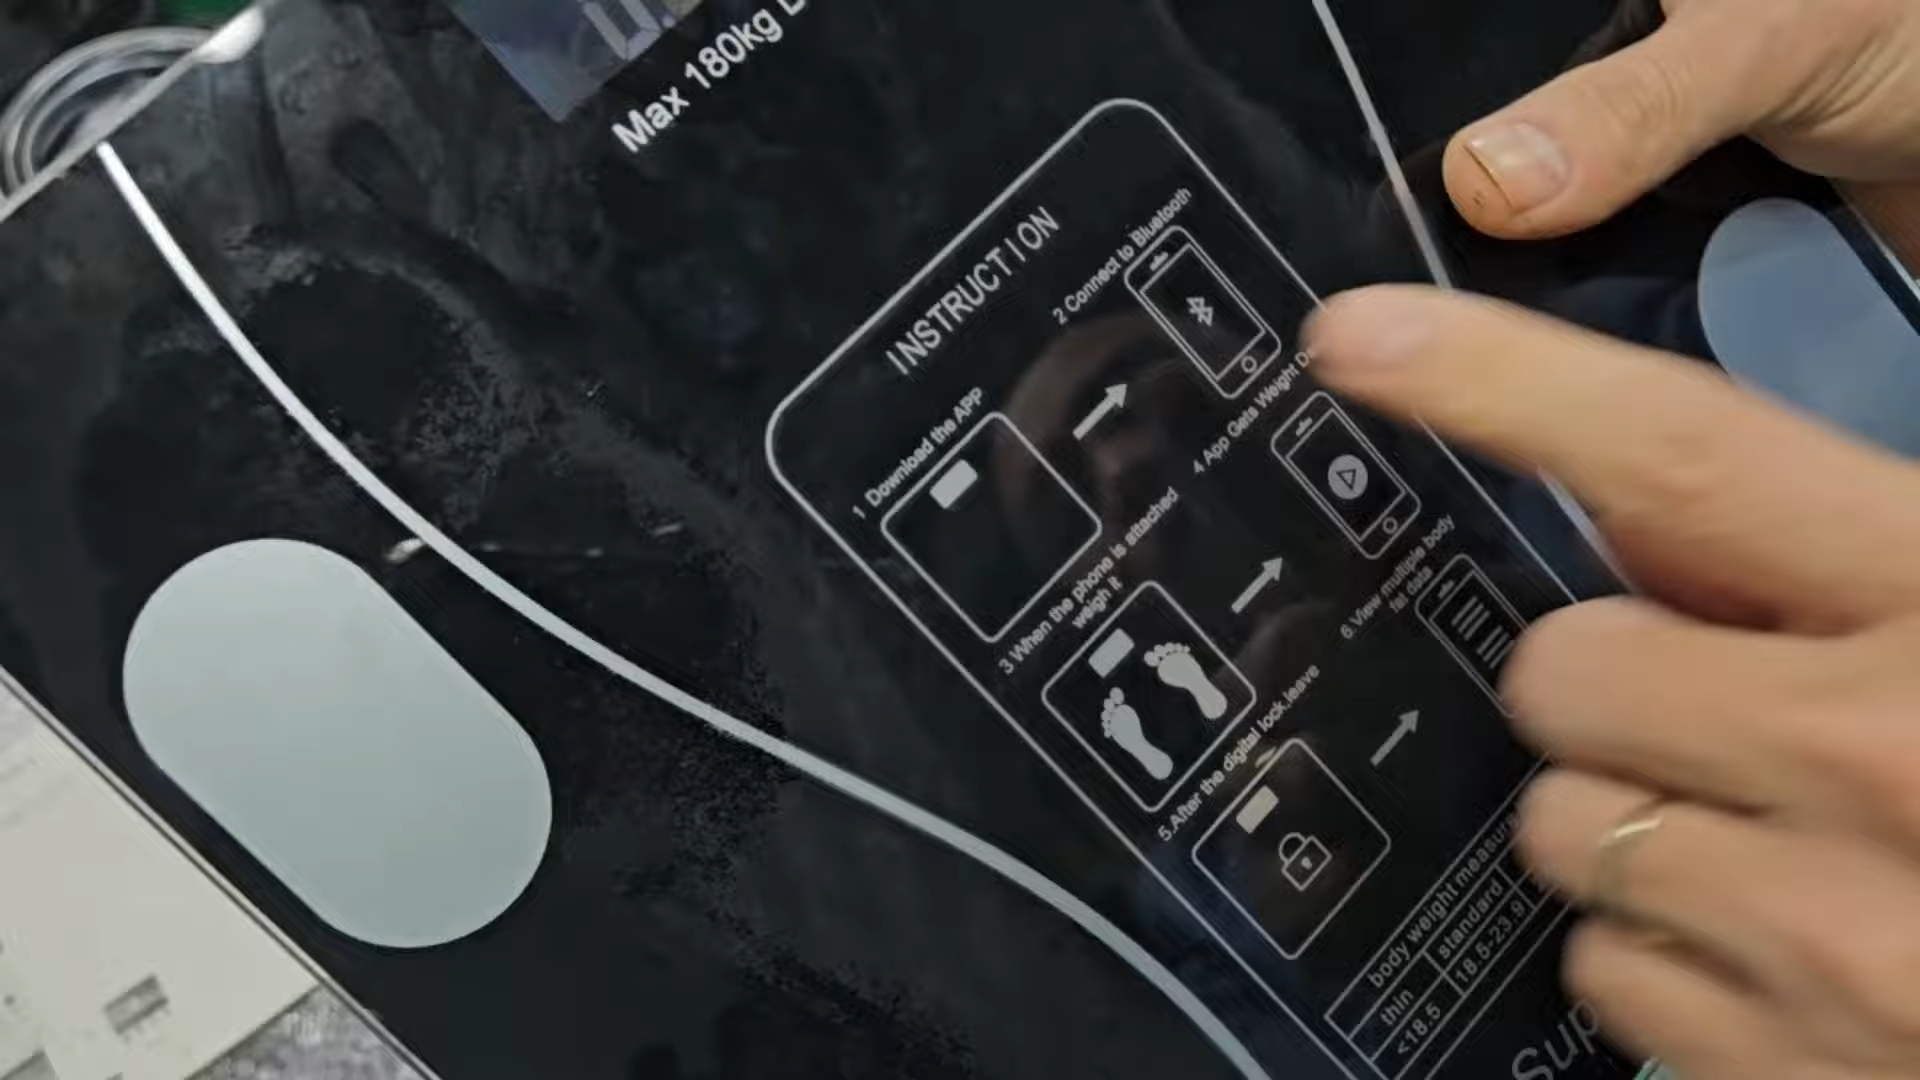 Max 180kg
INSTRUCTION
1 Download the APP
2 Connect to Bluetooth
3 When the phone is attached
weigh it
4 App Gets Weight
5.After the digital lock,leave
6.View multiple body
fat data
body weight
thin
standard
<18.5
18.5-23.9